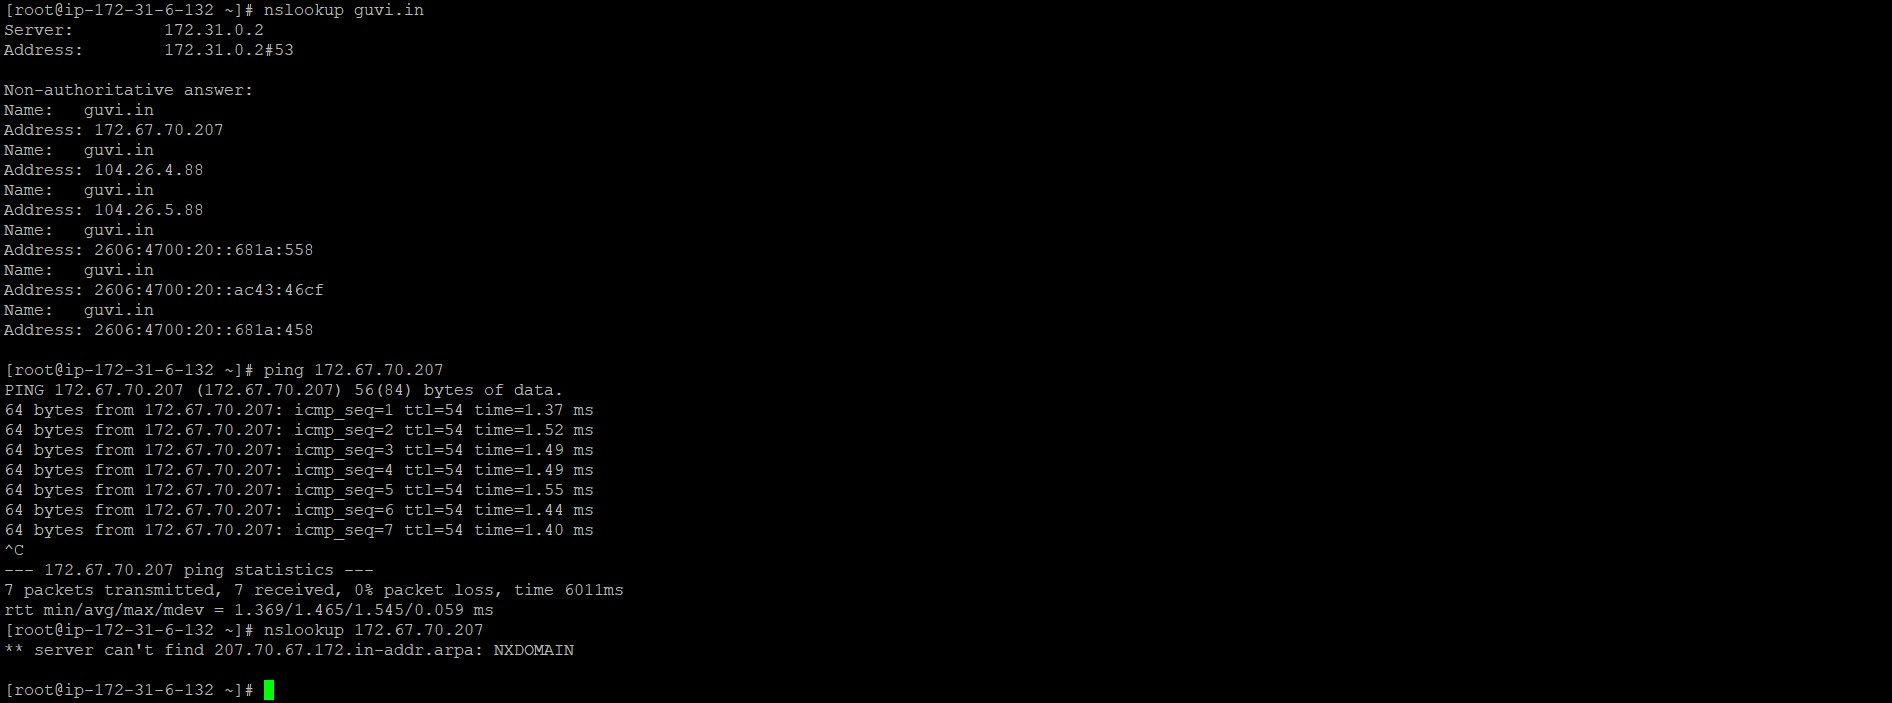 [root@ip-172-31-6-132 ~]# nslookup guvi.in
Server:         172.31.0.2
Address:        172.31.0.2#53
Non-authoritative answer:
Name:   guvi.in
Address: 172.67.70.207
Name:   guvi.in
Address: 104.26.4.88
Name:   guvi.in
Address: 104.26.5.88
Name:   guvi.in
Address: 2606:4700:20::681a:558
Name:   guvi.in
Address: 2606:4700:20::ac43:46cf
Name:   guvi.in
Address: 2606:4700:20::681a:458
[root@ip-172-31-6-132 ~]# ping 172.67.70.207
PING 172.67.70.207 (172.67.70.207) 56(84) bytes of data.
64 bytes from 172.67.70.207: icmp_seq=1 ttl=54 time=1.37 ms
64 bytes from 172.67.70.207: icmp_seq=2 ttl=54 time=1.52 ms
64 bytes from 172.67.70.207: icmp_seq=3 ttl=54 time=1.49 ms
64 bytes from 172.67.70.207: icmp_seq=4 ttl=54 time=1.49 ms
64 bytes from 172.67.70.207: icmp_seq=5 ttl=54 time=1.55 ms
64 bytes from 172.67.70.207: icmp_seq=6 ttl=54 time=1.44 ms
64 bytes from 172.67.70.207: icmp_seq=7 ttl=54 time=1.40 ms
^C
--- 172.67.70.207 ping statistics ---
7 packets transmitted, 7 received, 0% packet loss, time 6011ms
rtt min/avg/max/mdev = 1.369/1.465/1.545/0.059 ms
[root@ip-172-31-6-132 ~]# nslookup 172.67.70.207
** server can't find 207.70.67.172.in-addr.arpa: NXDOMAIN
[root@ip-172-31-6-132 ~]#